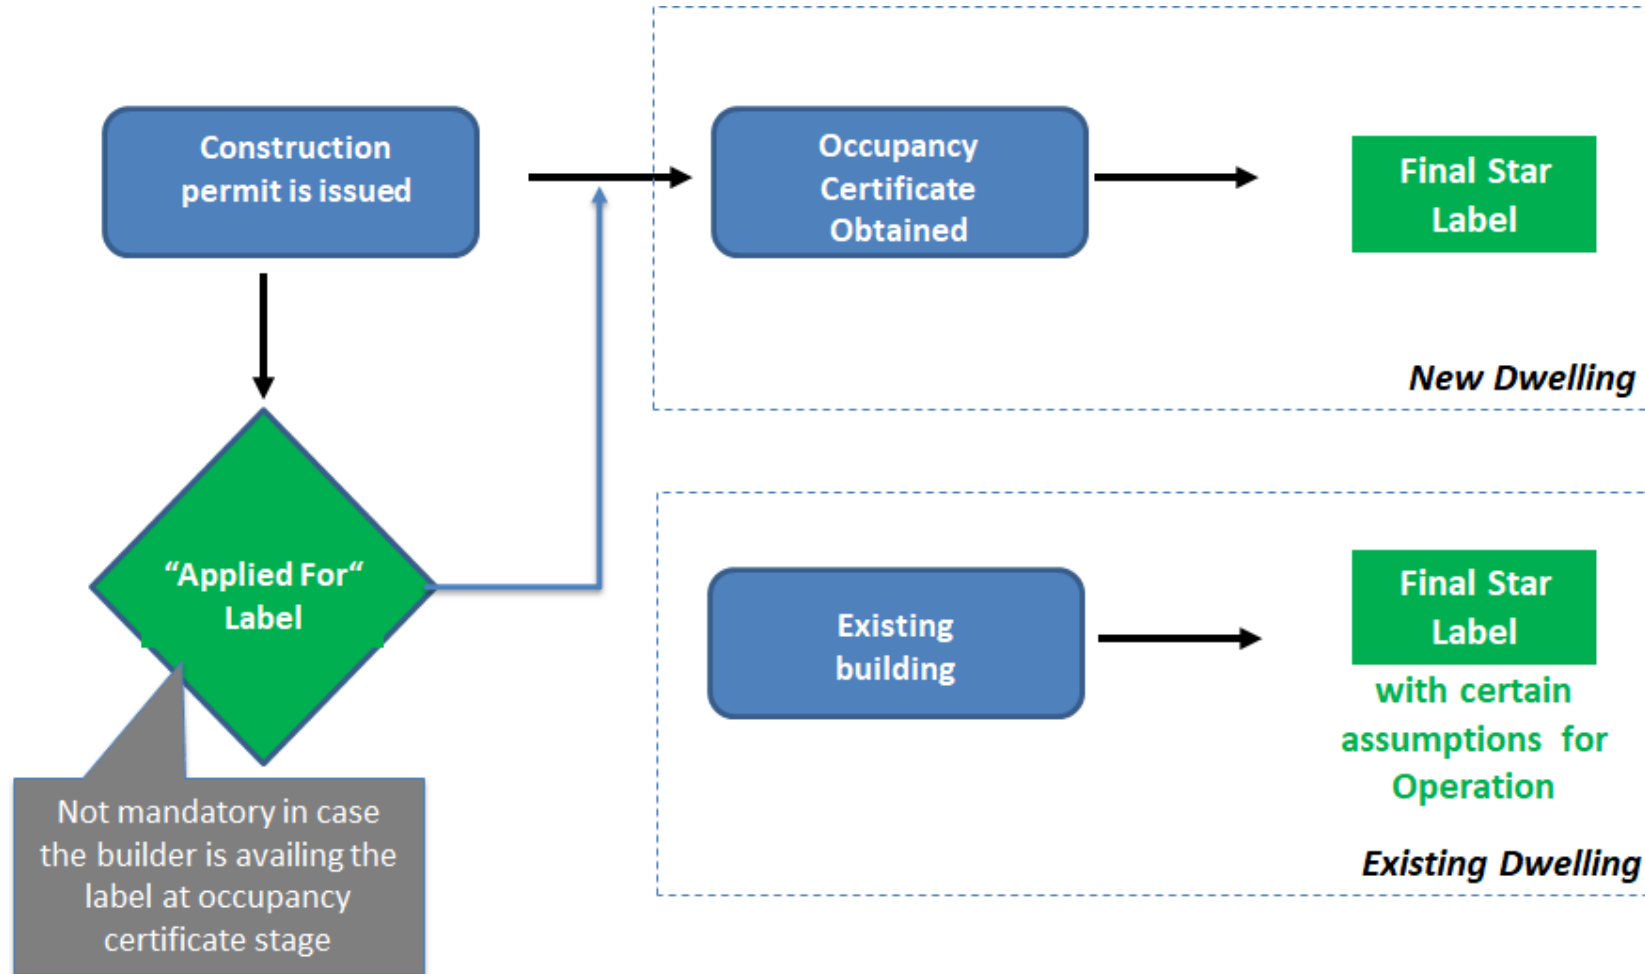 Construction
permit is issued
Occupancy
Certificate
Obtained
Final Star
Label
New Dwelling
“Applied For“
Label
Not mandatory in case
the builder is availing the
label at occupancy
certificate stage
Existing
building
Final Star
Label
with certain
assumptions for
Operation
Existing Dwelling